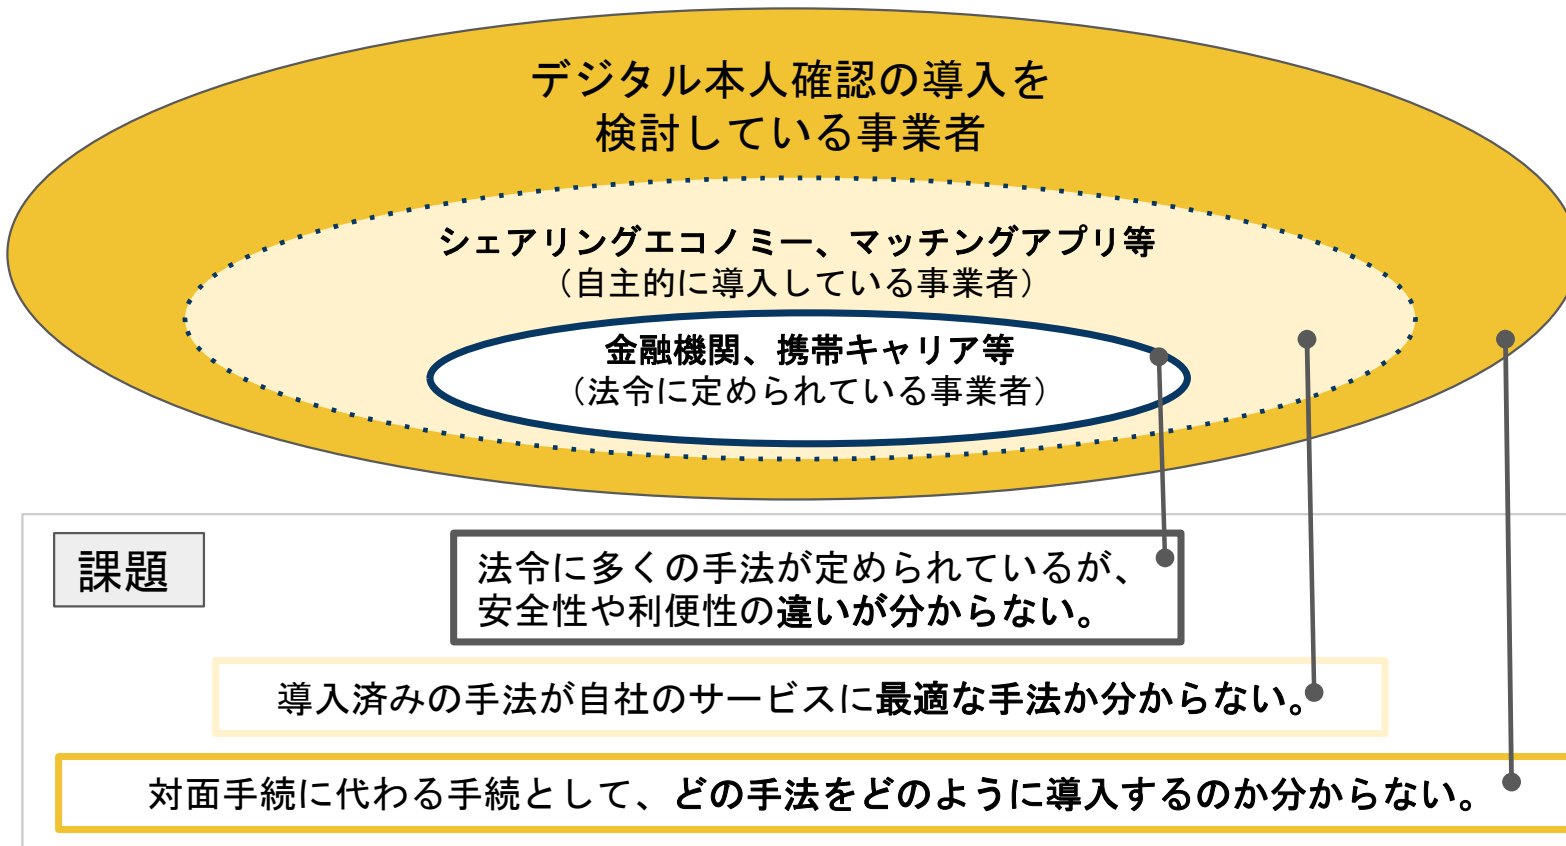 デジタル本人確認の導入を
検討している事業者
シェアリングエコノミー、マッチングアプリ等
（自主的に導入している事業者）
金融機関、携帯キャリア等
（法令に定められている事業者）
課題
法令に多くの手法が定められているが、
安全性や利便性の違いが分からない。
導入済みの手法が自社のサービスに最適な手法か分からない。
対面手続に代わる手続として、どの手法をどのように導入するのか分からない。